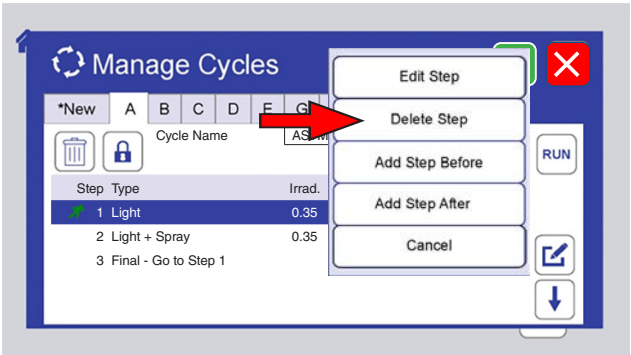 Manage Cycles
*New A B C D E G
Cycle Name
RUN
Step Type Irrad.
1 Light 0.35
2 Light + Spray 0.35
3 Final - Go to Step 1
Edit Step
Delete Step
Add Step Before
Add Step After
Cancel